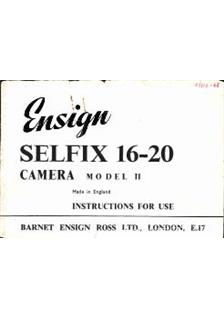 Ensign
SELFIX 16-20
CAMERA MODEL II
Made in England
INSTRUCTIONS FOR USE
BARNET ENSIGN ROSS LTD., LONDON, E.17